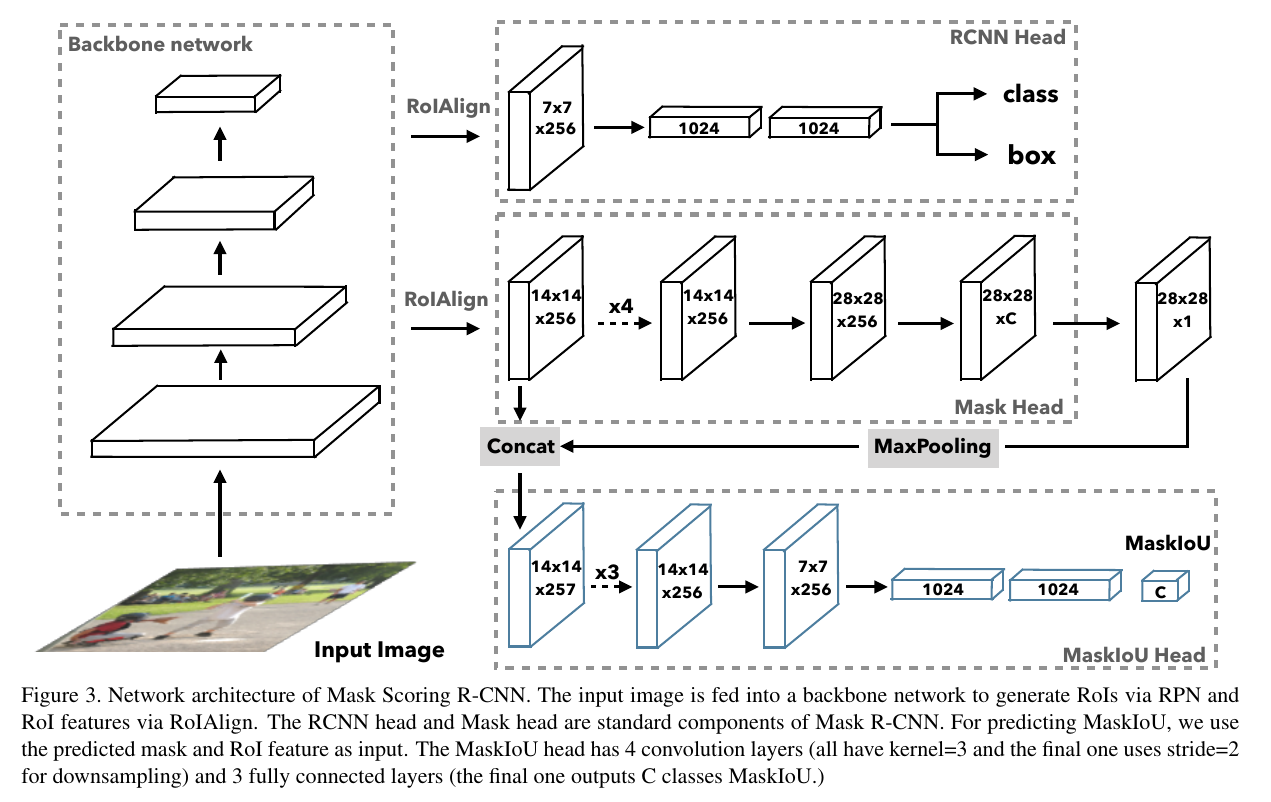 Backbone network
RCNN Head
RoIAlign
7x7
x256
1024
1024
class
box
RoIAlign
14x14
x256
x4
14x14
x256
28x28
x256
28x28
xC
28x28
x1
Mask Head
Concat
MaxPooling
14x14
x257
x3
14x14
x256
7x7
x256
1024
1024
MaskIoU
C
MaskIoU Head
Input Image
Figure 3. Network architecture of Mask Scoring R-CNN. The input image is fed into a backbone network to generate RoIs via RPN and
RoI features via RoIAlign. The RCNN head and Mask head are standard components of Mask R-CNN. For predicting MaskIoU, we use
the predicted mask and RoI feature as input. The MaskIoU head has 4 convolution layers (all have kernel=3 and the final one uses stride=2
for downsampling) and 3 fully connected layers (the final one outputs C classes MaskIoU.)